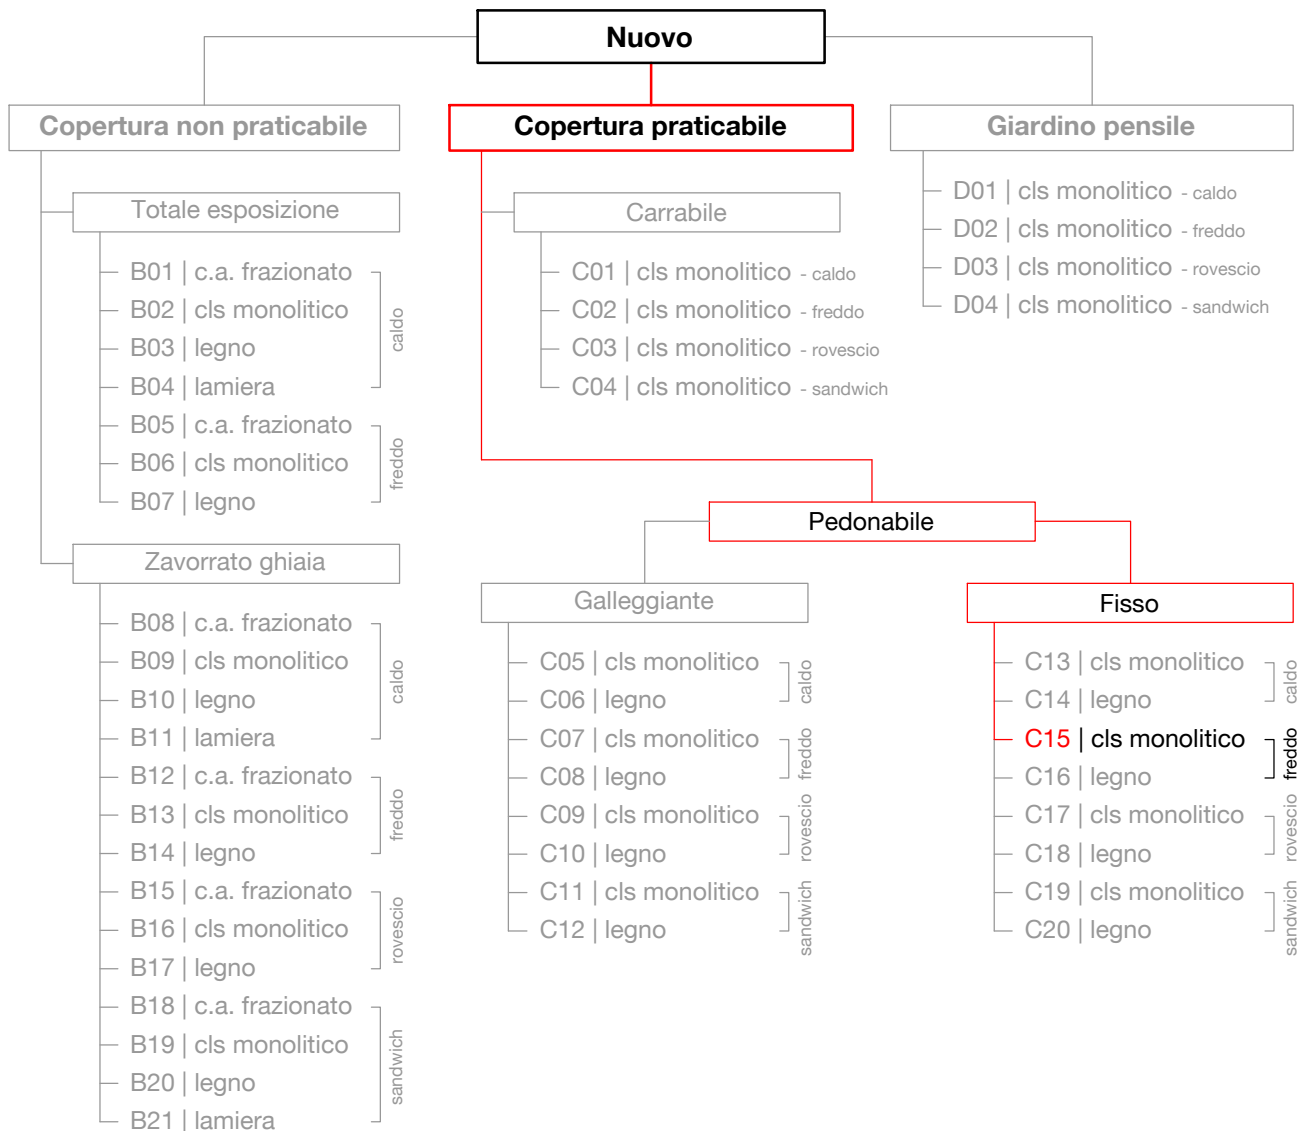 Nuovo
Copertura non praticabile
Totale esposizione
B01 | c.a. frazionato
B02 | cls monolitico
B03 | legno
B04 | lamiera
caldo
B05 | c.a. frazionato
B06 | cls monolitico
B07 | legno
freddo
Zavorrato ghiaia
B08 | c.a. frazionato
B09 | cls monolitico
B10 | legno
B11 | lamiera
caldo
B12 | c.a. frazionato
B13 | cls monolitico
B14 | legno
freddo
B15 | c.a. frazionato
B16 | cls monolitico
B17 | legno
rovescio
B18 | c.a. frazionato
B19 | cls monolitico
B20 | legno
B21 | lamiera
sandwich
Copertura praticabile
Carrabile
C01 | cls monolitico - caldo
C02 | cls monolitico - freddo
C03 | cls monolitico - rovescio
C04 | cls monolitico - sandwich
Pedonabile
Galleggiante
C05 | cls monolitico
C06 | legno
caldo
C07 | cls monolitico
C08 | legno
freddo
C09 | cls monolitico
C10 | legno
rovescio
C11 | cls monolitico
C12 | legno
sandwich
Fisso
C13 | cls monolitico
C14 | legno
caldo
C15 | cls monolitico
C16 | legno
freddo
C17 | cls monolitico
C18 | legno
rovescio
C19 | cls monolitico
C20 | legno
sandwich
Giardino pensile
D01 | cls monolitico - caldo
D02 | cls monolitico - freddo
D03 | cls monolitico - rovescio
D04 | cls monolitico - sandwich